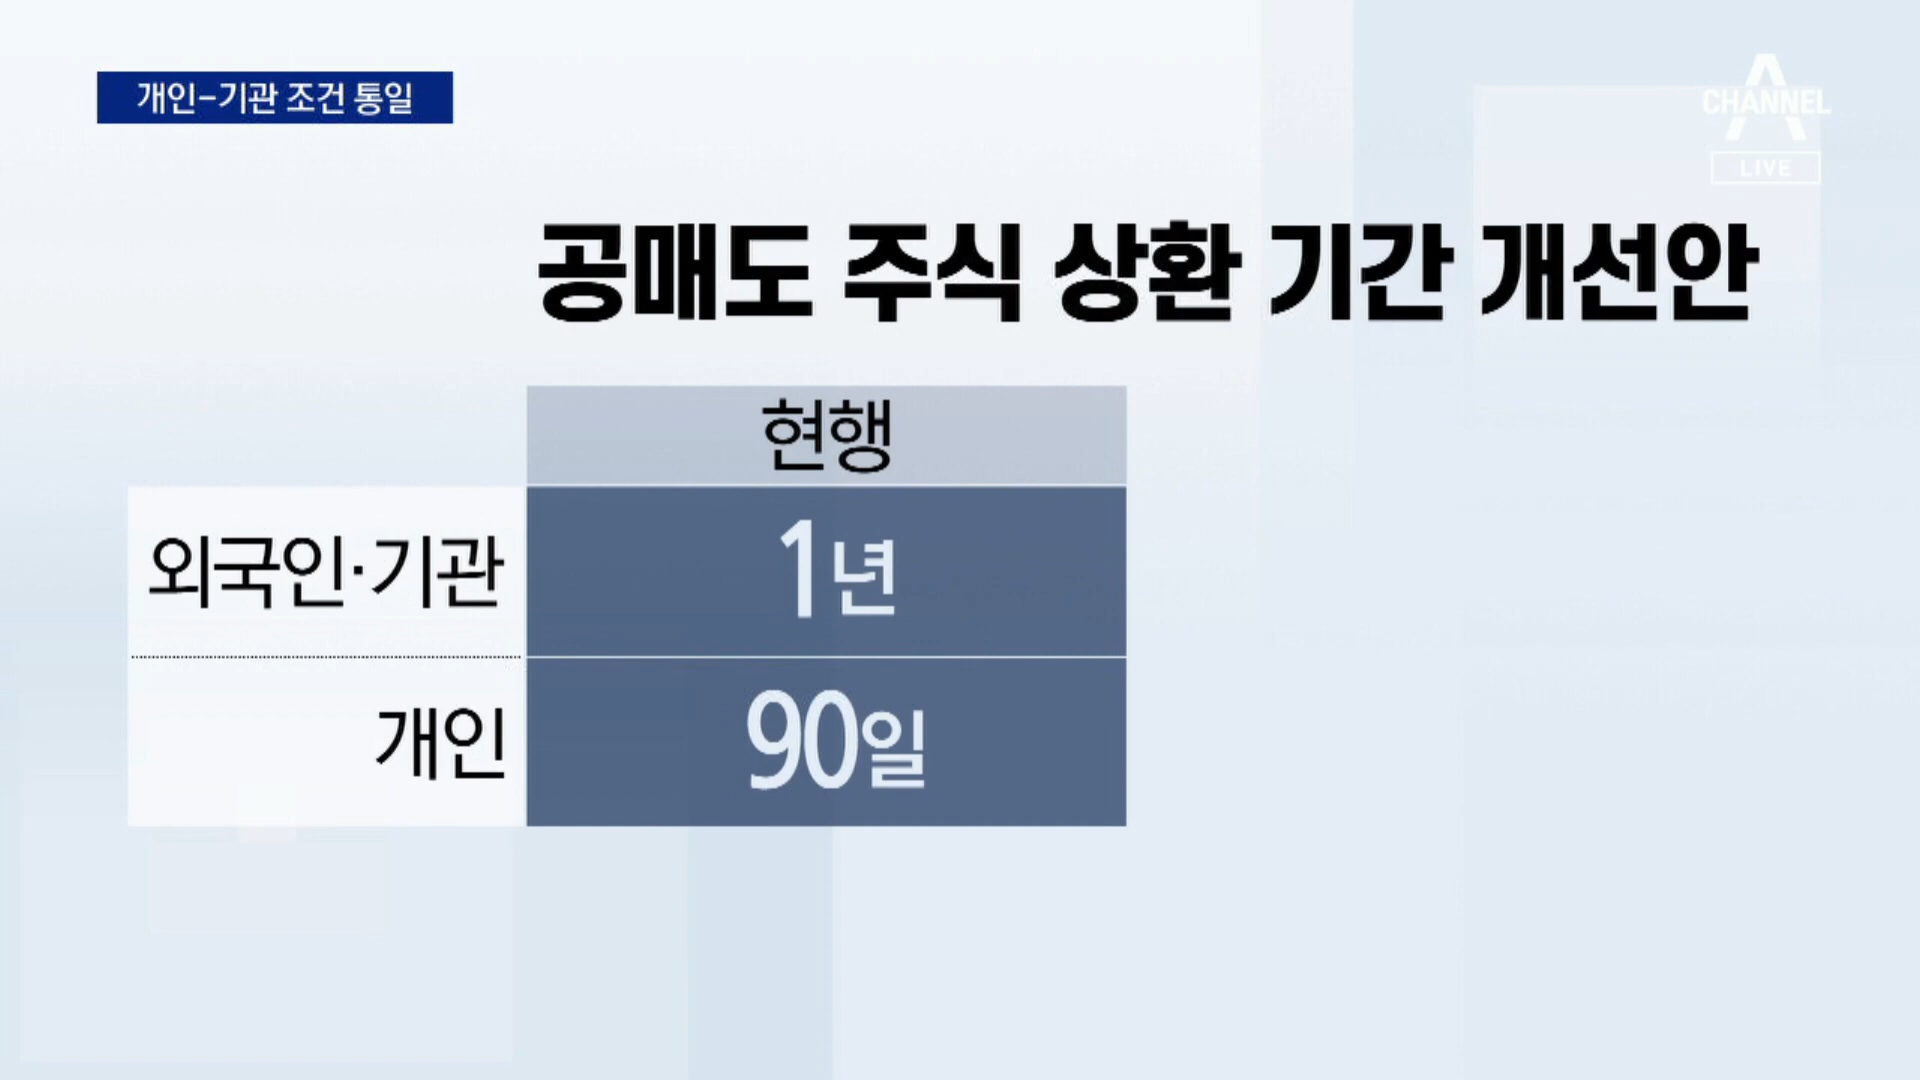 개인-기관 조건 통일
CHANNEL A
LIVE
공매도 주식 상환 기간 개선안
현행
외국인·기관 1년
개인 90일